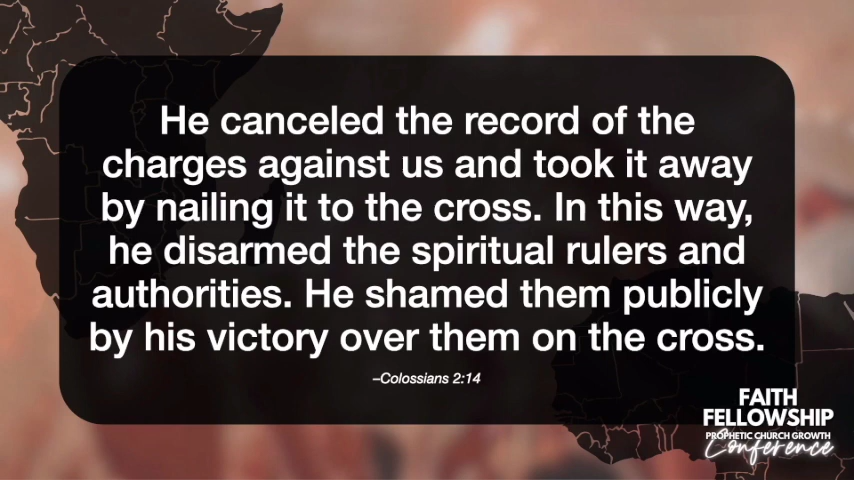 He canceled the record of the
charges against us and took it away
by nailing it to the cross. In this way,
he disarmed the spiritual rulers and
authorities. He shamed them publicly
by his victory over them on the cross.
–Colossians 2:14
FAITH
FELLOWSHIP
PROPHETIC CHURCH GROWTH
Conference